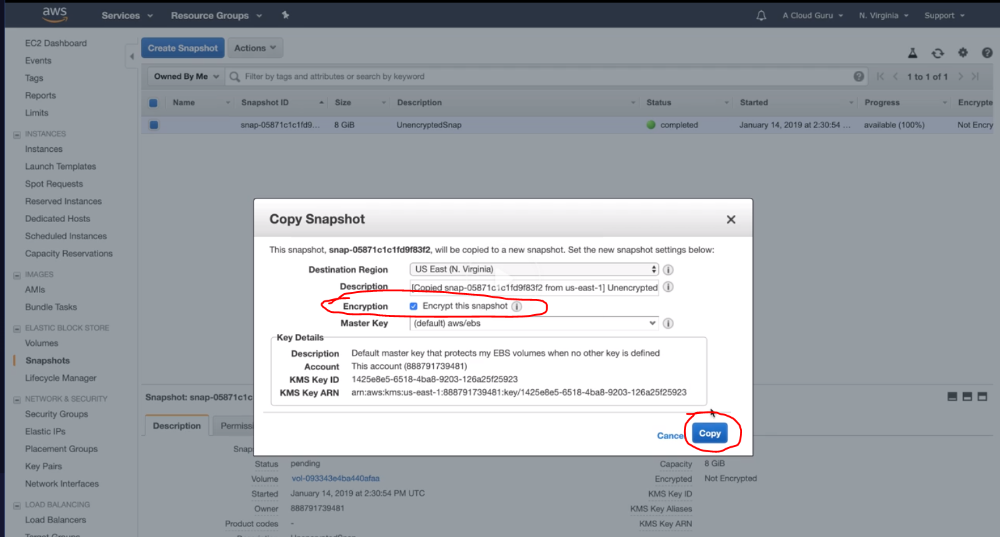 aws Services Resource Groups A Cloud Guru N. Virginia Support
EC2 Dashboard
Events
Tags
Reports
Limits
INSTANCES
Instances
Launch Templates
Spot Requests
Reserved Instances
Dedicated Hosts
Scheduled Instances
Capacity Reservations
IMAGES
AMIs
Bundle Tasks
ELASTIC BLOCK STORE
Volumes
Snapshots
Lifecycle Manager
NETWORK & SECURITY
Security Groups
Elastic IPs
Placement Groups
Key Pairs
Network Interfaces
LOAD BALANCING
Load Balancers
Target Groups
Create Snapshot Actions
Owned By Me Filter by tags and attributes or search by keyword 1 to 1 of 1
Name Snapshot ID Size Description Status Started Progress Encrypte
snap-05871c1c1fd9... 8 GiB UnencryptedSnap completed January 14, 2019 at 2:30:54 ... available (100%) Not Encry
Copy Snapshot
This snapshot, snap-05871c1c1fd9f83f2, will be copied to a new snapshot. Set the new snapshot settings below:
Destination Region US East (N. Virginia)
Description [Copied snap-05871c1c1fd9f83f2 from us-east-1] Unencrypted
Encryption Encrypt this snapshot
Master Key (default) aws/ebs
Key Details
Description Default master key that protects my EBS volumes when no other key is defined
Account This account (888791739481)
KMS Key ID 1425e8e5-6518-4ba8-9203-126a25f25923
KMS Key ARN arn:aws:kms:us-east-1:888791739481:key/1425e8e5-6518-4ba8-9203-126a25f25923
Cance Copy
Snapshot: snap-05871c1c
Description Permissi
Snap
Status pending Capacity 8 GiB
Volume vol-093343e4ba440afaa Encrypted Not Encrypted
Started January 14, 2019 at 2:30:54 PM UTC KMS Key ID
Owner 888791739481 KMS Key Aliases
Product codes - KMS Key ARN